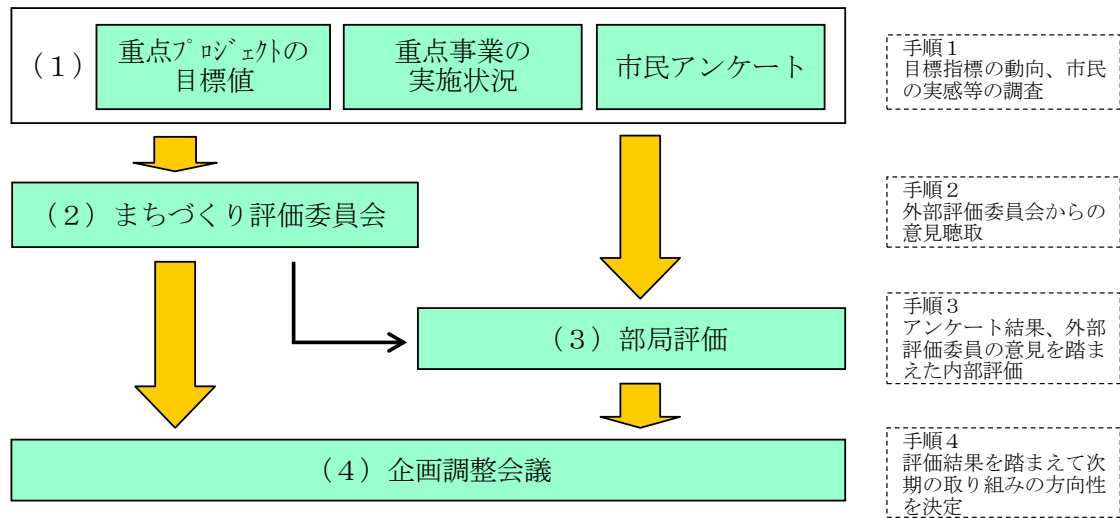 (1)
重点プロジェクトの
目標値
重点事業の
実施状況
市民アンケート
手順1
目標指標の動向、市民
の実感等の調査
(2)まちづくり評価委員会
手順2
外部評価委員会からの
意見聴取
(3)部局評価
手順3
アンケート結果、外部
評価委員の意見を踏ま
えた内部評価
(4)企画調整会議
手順4
評価結果を踏まえて次
期の取り組みの方向性
を決定